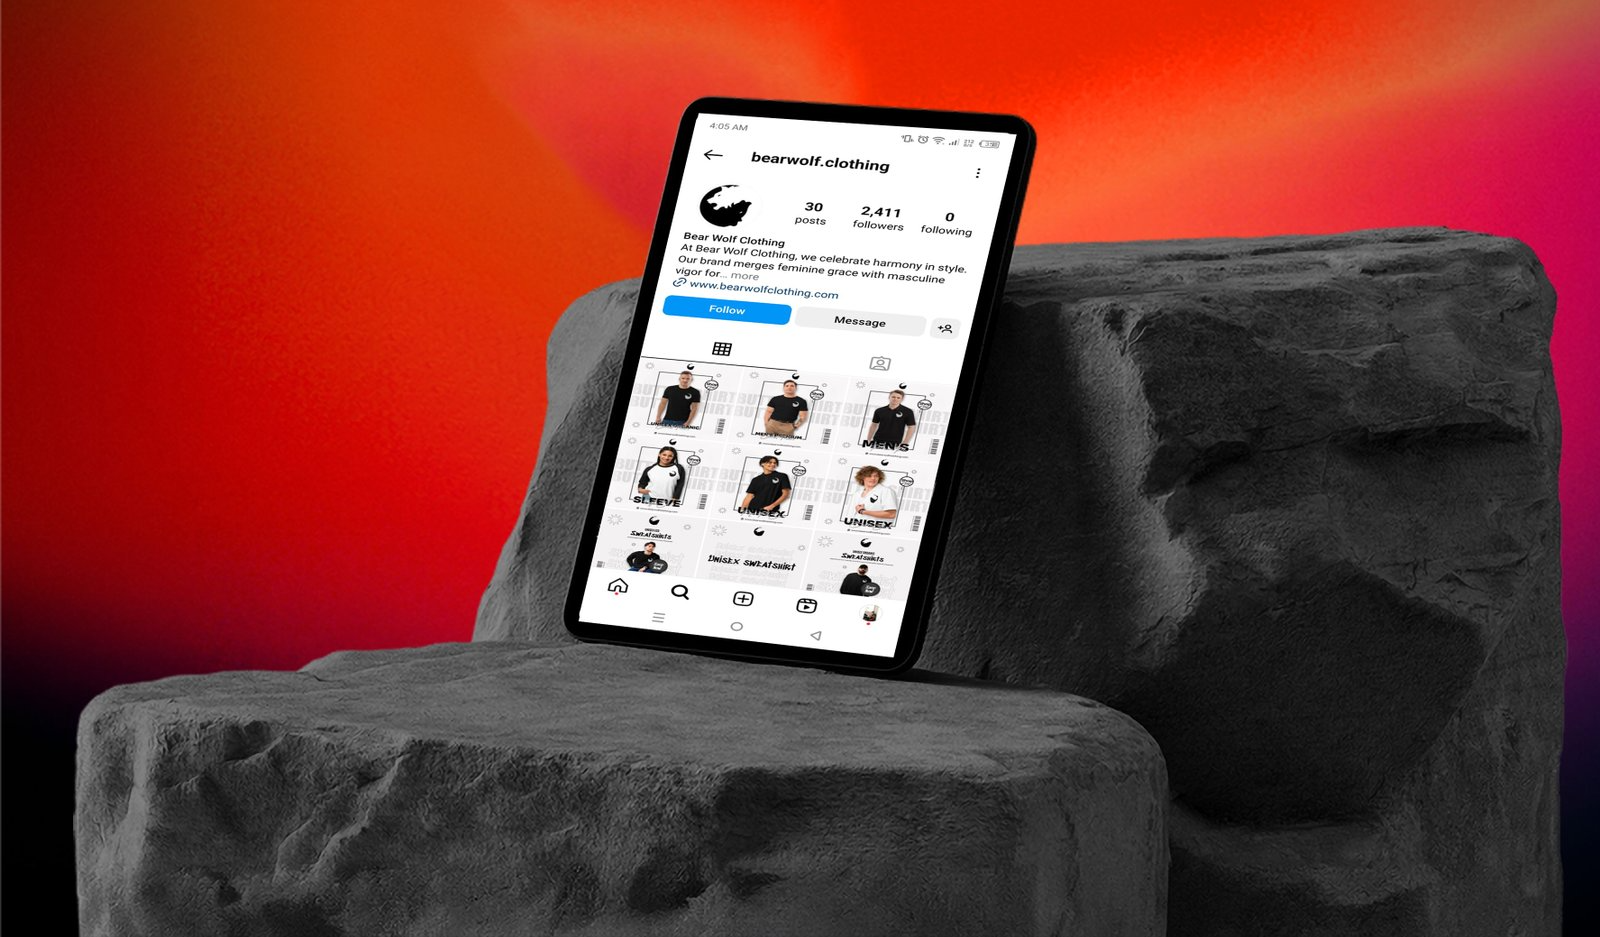 4:05 AM
bearwolf.clothing
30
posts
2,411
followers
0
following
Bear Wolf Clothing
At Bear Wolf Clothing, we celebrate harmony in style.
Our brand merges feminine grace with masculine
vigor for... more
www.bearwolfclothing.com
Follow
Message
UNISEX ORGANIC
MEN'S PREMIUM
MEN'S
SLEEVE
UNISEX
UNISEX
SWEATSHIRTS
UNISEX SWEATSHIRT
SWEATSHIRTS